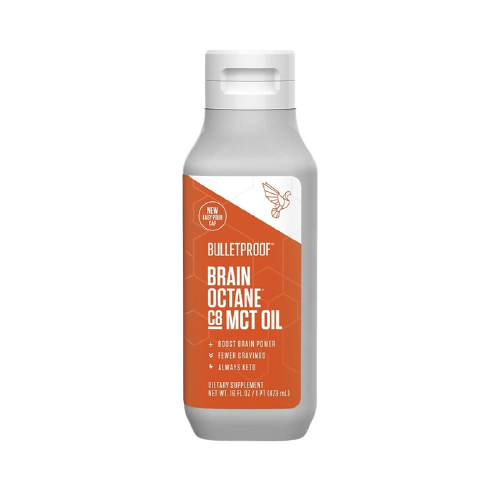 NEW
EASY POUR
CAP
BULLETPROOF®
BRAIN
OCTANE™
C8 MCT OIL
+ BOOST BRAIN POWER
FEWER CRAVINGS
ALWAYS KETO
DIETARY SUPPLEMENT
NET WT. 16 FL OZ / 1 PT (473 mL)